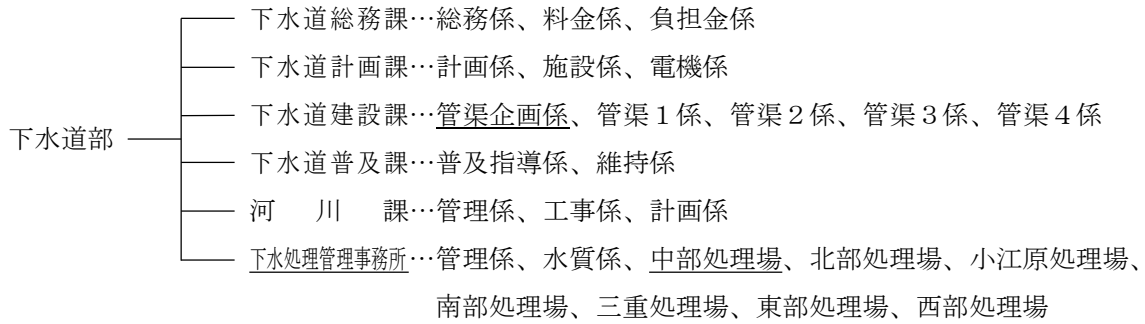 下水道総務課…総務係、料金係、負担金係
下水道計画課…計画係、施設係、電機係
下水道建設課…管渠企画係、管渠１係、管渠２係、管渠３係、管渠４係
下水道部
下水道普及課…普及指導係、維持係
河川課…管理係、工事係、計画係
下水処理管理事務所…管理係、水質係、中部処理場、北部処理場、小江原処理場、
南部処理場、三重処理場、東部処理場、西部処理場